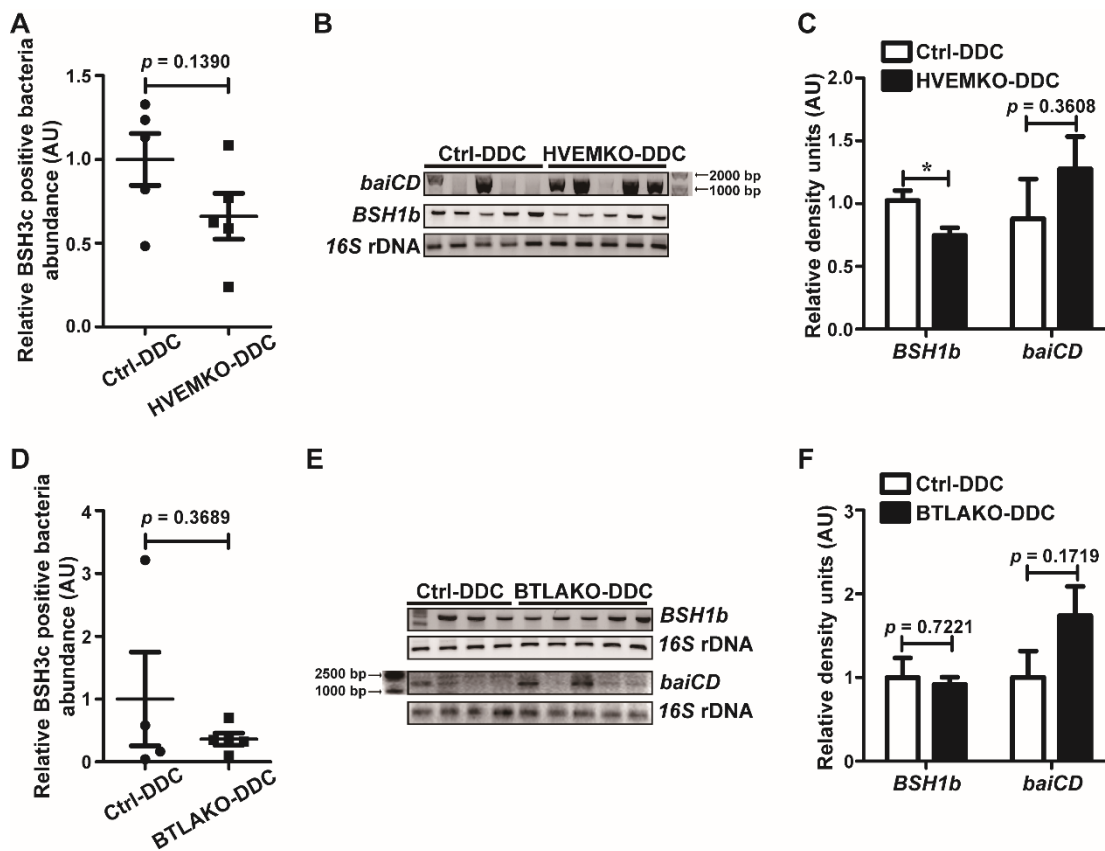 A
p = 0.1390
Relative BSH3c positive bacteria
abundance (AU)
1.5
1.0
0.5
0.0
Ctrl-DDC
HVEMKO-DDC
B
Ctrl-DDC
HVEMKO-DDC
baiCD
2000 bp
1000 bp
BSH1b
16S rDNA
C
Ctrl-DDC
HVEMKO-DDC
Relative density units (AU)
2.0
1.5
1.0
0.5
0.0
*
p = 0.3608
BSH1b
baiCD
D
p = 0.3689
Relative BSH3c positive bacteria
abundance (AU)
4
3
2
1
0
Ctrl-DDC
BTLAKO-DDC
E
Ctrl-DDC
BTLAKO-DDC
BSH1b
16S rDNA
2500 bp
1000 bp
baiCD
16S rDNA
F
Ctrl-DDC
BTLAKO-DDC
Relative density units (AU)
3
2
1
0
p = 0.7221
p = 0.1719
BSH1b
baiCD